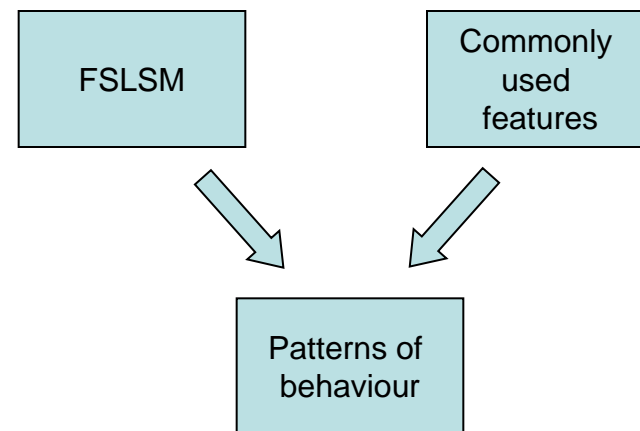 FSLSM
Commonly
used
features
Patterns of
behaviour